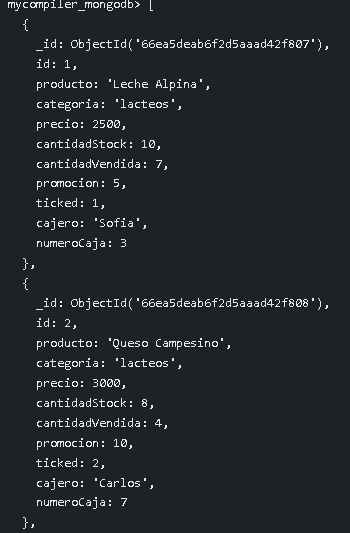 mycompiler_mongodb> [
  {
    _id: ObjectId('66ea5deab6f2d5aaad42f807'),
    id: 1,
    producto: 'Leche Alpina',
    categoria: 'lacteos',
    precio: 2500,
    cantidadStock: 10,
    cantidadVendida: 7,
    promocion: 5,
    ticked: 1,
    cajero: 'Sofia',
    numeroCaja: 3
  },
  {
    _id: ObjectId('66ea5deab6f2d5aaad42f808'),
    id: 2,
    producto: 'Queso Campesino',
    categoria: 'lacteos',
    precio: 3000,
    cantidadStock: 8,
    cantidadVendida: 4,
    promocion: 10,
    ticked: 2,
    cajero: 'Carlos',
    numeroCaja: 7
  },